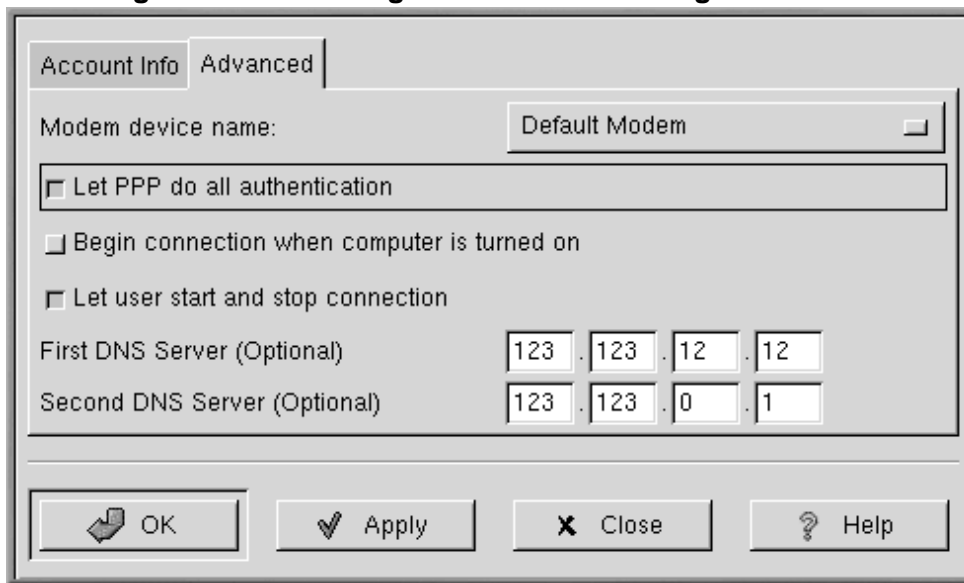 Account Info Advanced
Modem device name: Default Modem
Let PPP do all authentication
Begin connection when computer is turned on
Let user start and stop connection
First DNS Server (Optional) 123 . 123 . 12 . 12
Second DNS Server (Optional) 123 . 123 . 0 . 1
OK Apply Close Help